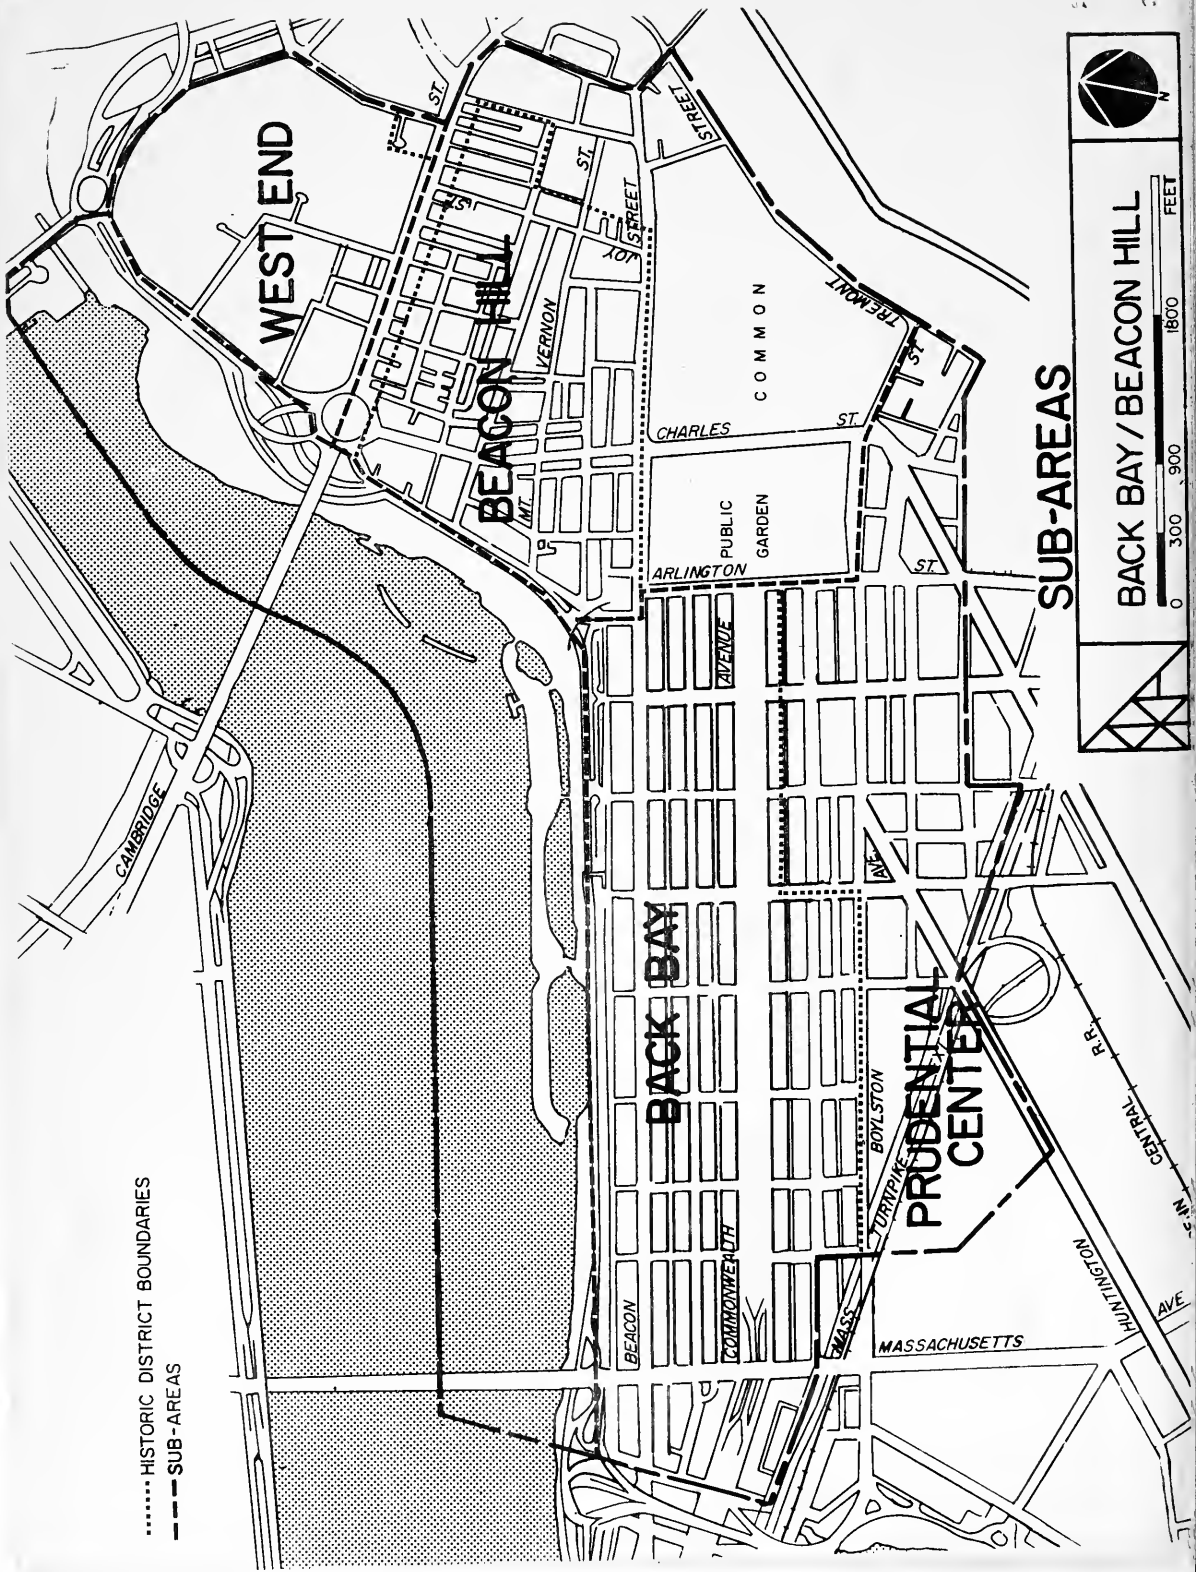 HISTORIC DISTRICT BOUNDARIES
SUB-AREAS
CAMBRIDGE
ST.
WEST END
BEACON HILL
ST.
ST.
STREET
JOY
MT.
VERNON
STREET
COMMON
TREMONT
ST.
CHARLES
ST.
PUBLIC
GARDEN
ARLINGTON
ST.
BACK BAY
BEACON
COMMONWEALTH
AVENUE
BOYLSTON
AVE.
PRUDENTIAL
CENTER
MASS.
TURNPIKE
MASSACHUSETTS
AVE
HUNTINGTON
CENTRAL
R.R.
SUB-AREAS
BACK BAY / BEACON HILL
0 300 900 1800
FEET
N